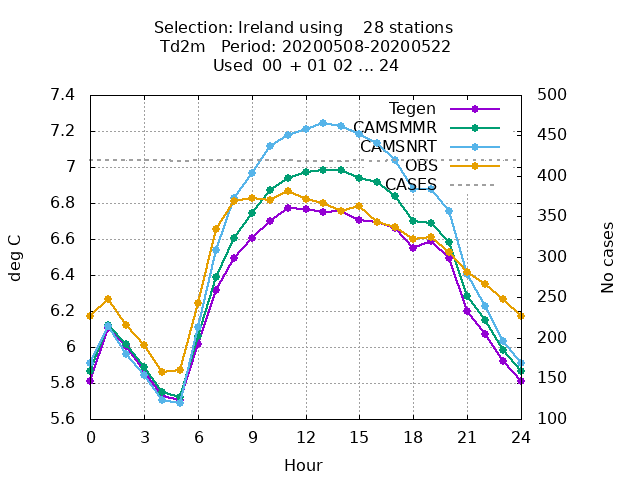 Selection: Ireland using    28 stations
Td2m   Period: 20200508-20200522
Used  00 + 01 02 ... 24
7.4
7.2
7
6.8
6.6
6.4
6.2
6
5.8
5.6
deg C
Tegen
CAMSMMR
CAMSNRT
OBS
CASES
500
450
400
350
300
250
200
150
100
No cases
0 3 6 9 12 15 18 21 24
Hour